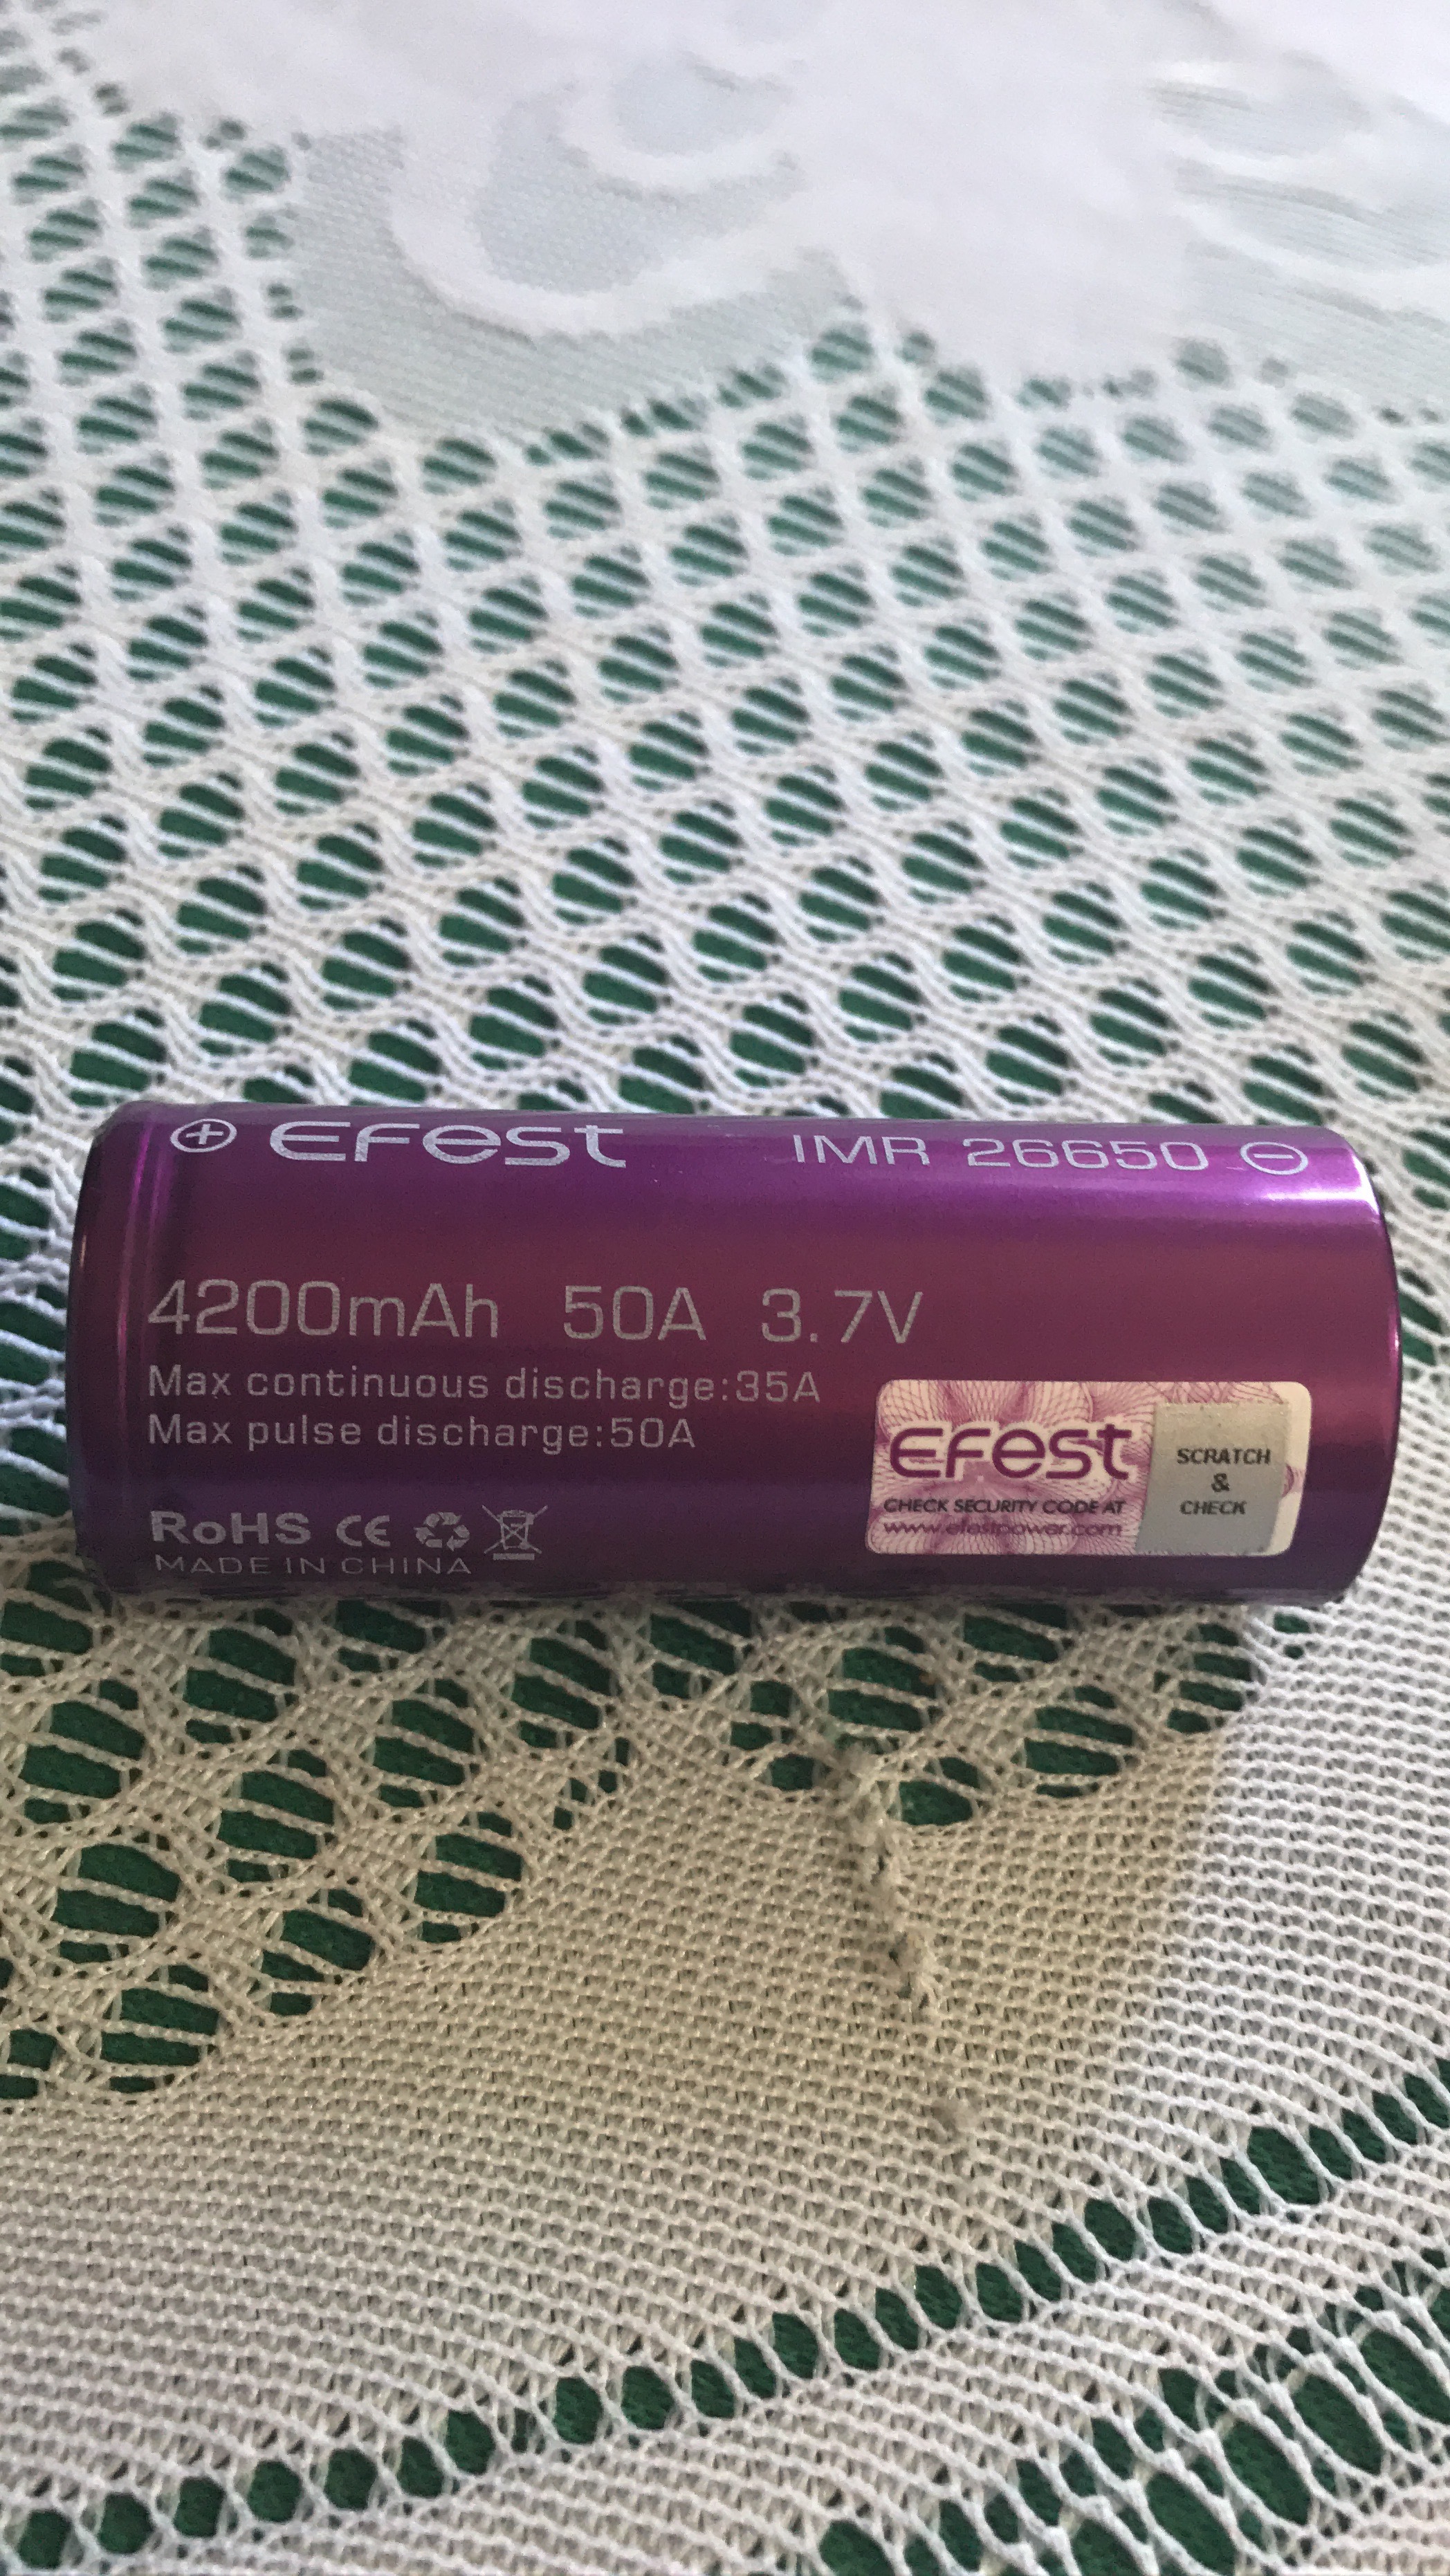 + Efest IMR 26650 -
4200mAh 50A 3.7V
Max continuous discharge:35A
Max pulse discharge:50A
RoHS CE
MADE IN CHINA
Efest
CHECK SECURITY CODE AT
www.efestpower.com
SCRATCH
&
CHECK